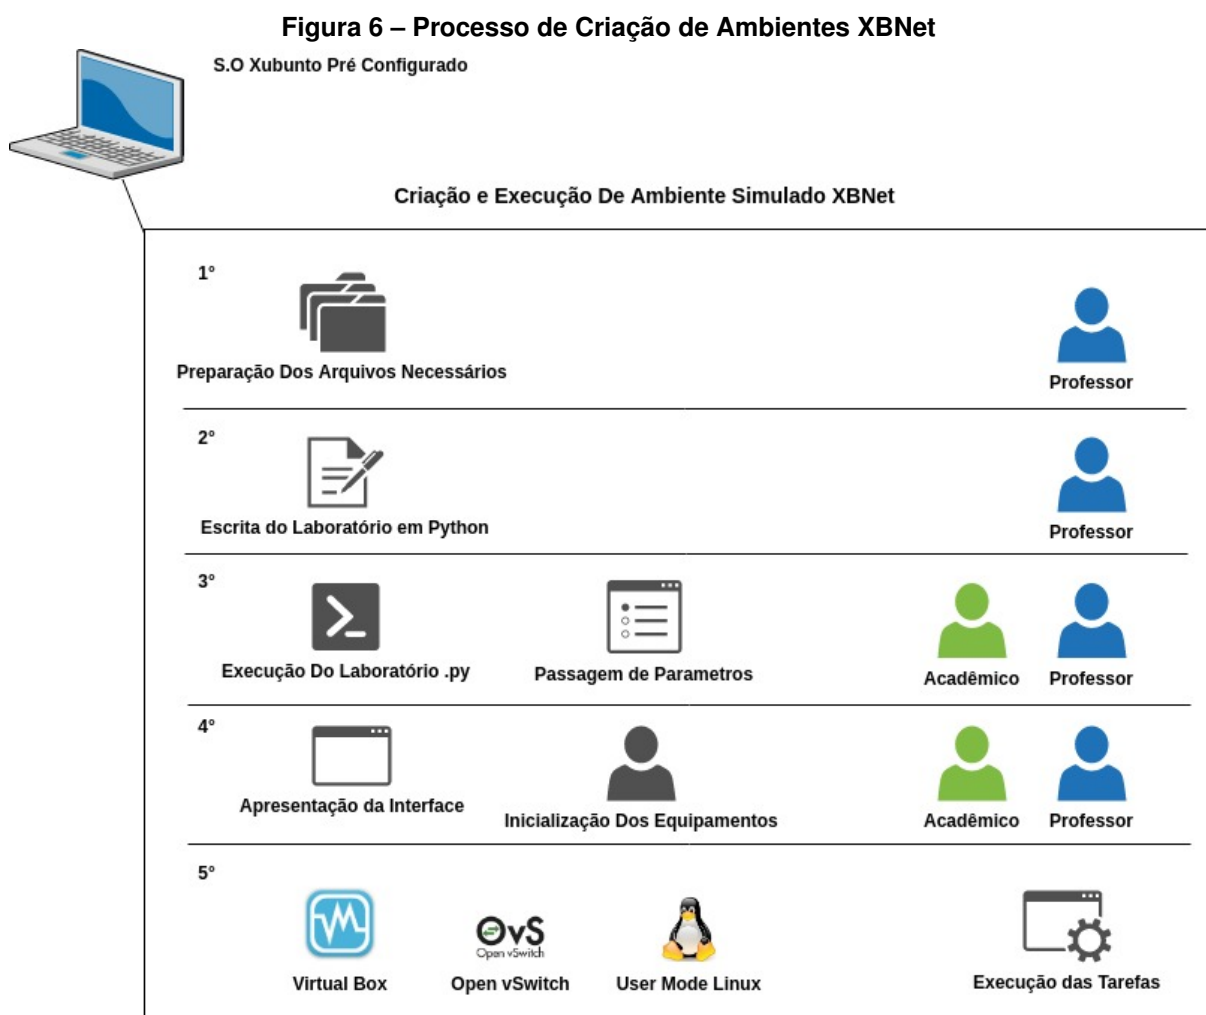 Figura 6 – Processo de Criação de Ambientes XBNet
S.O Xubunto Pré Configurado
Criação e Execução De Ambiente Simulado XBNet
1°
Preparação Dos Arquivos Necessários
Professor
2°
Escrita do Laboratório em Python
Professor
3°
Execução Do Laboratório .py
Passagem de Parametros
Acadêmico
Professor
4°
Apresentação da Interface
Inicialização Dos Equipamentos
Acadêmico
Professor
5°
OvS
Open vSwitch
Virtual Box
Open vSwitch
User Mode Linux
Execução das Tarefas